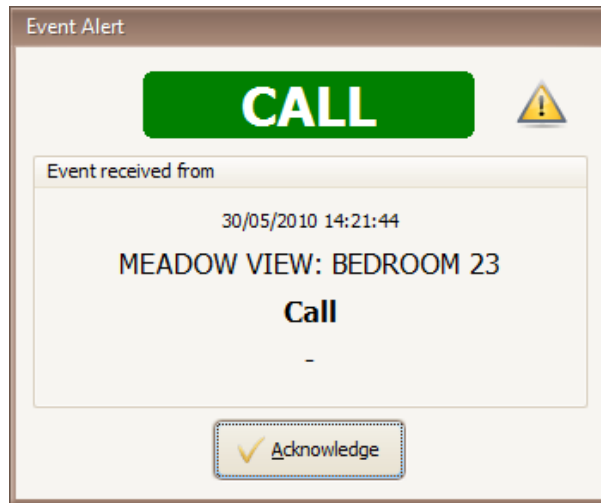 Event Alert
CALL
Event received from
30/05/2010 14:21:44
MEADOW VIEW: BEDROOM 23
Call
-
Acknowledge